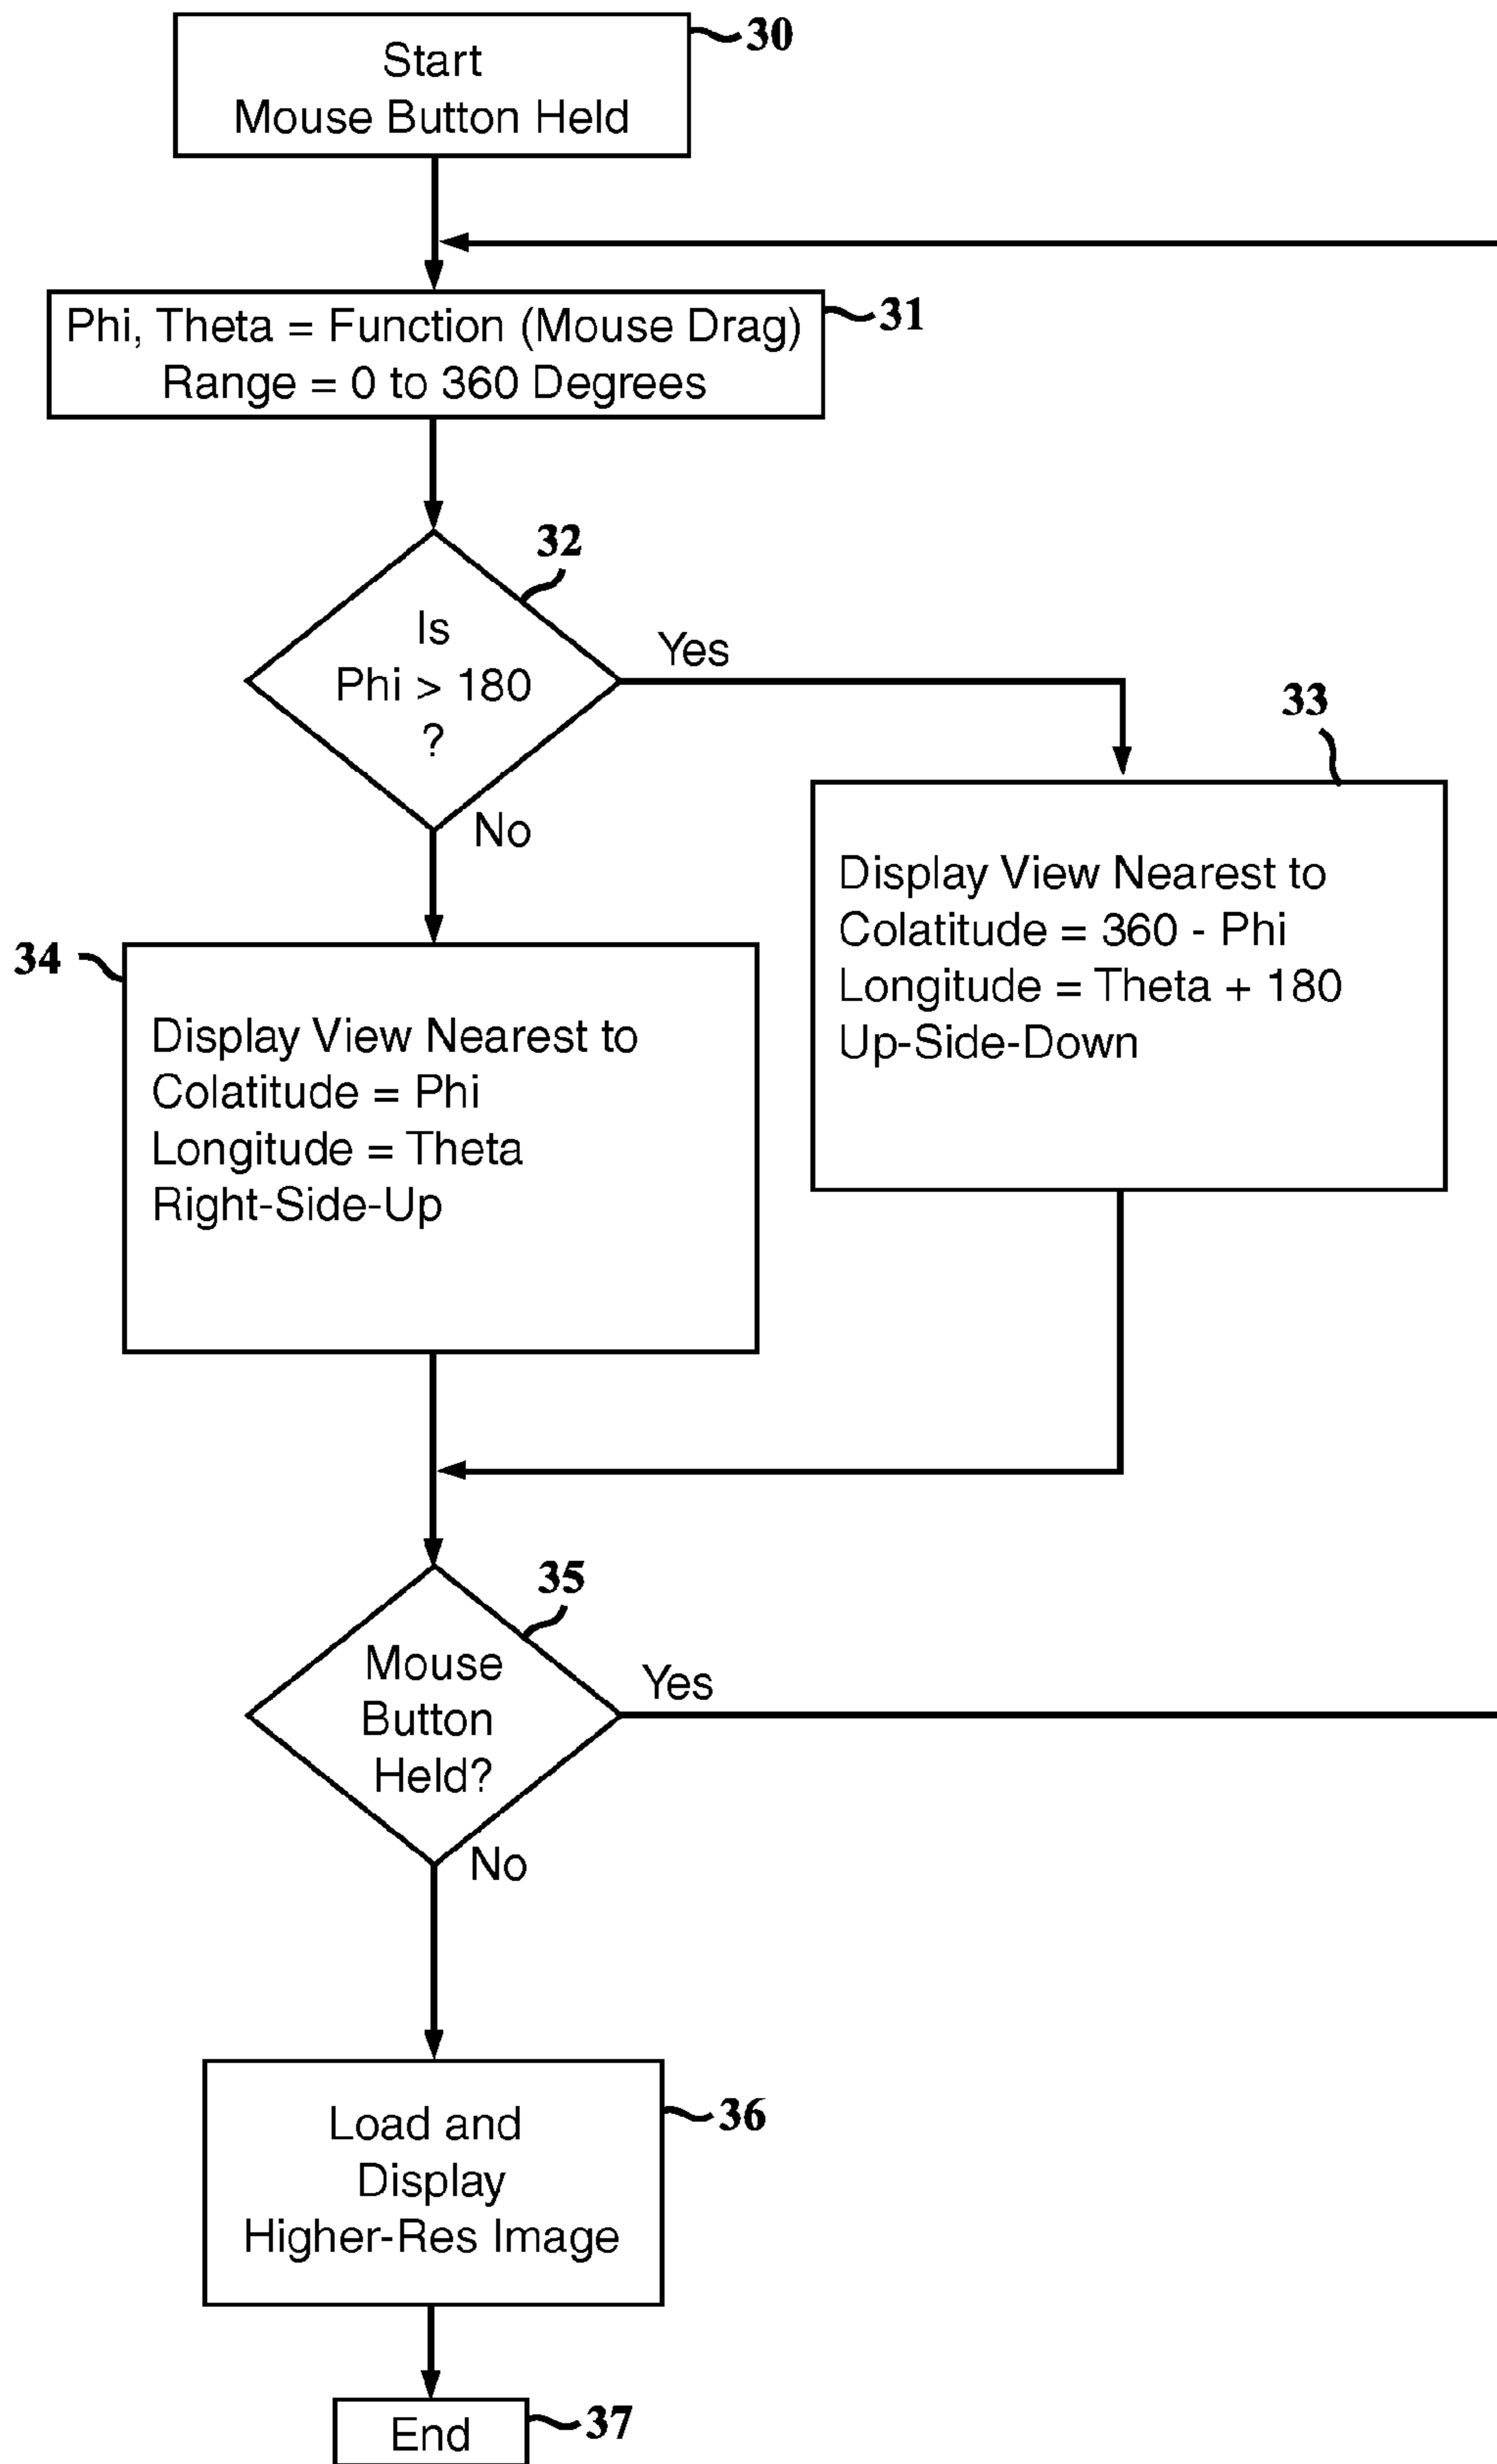 Start
Mouse Button Held
30
Phi, Theta = Function (Mouse Drag)
Range = 0 to 360 Degrees
31
32
Is
Phi > 180
?
Yes
No
33
Display View Nearest to
Colatitude = 360 - Phi
Longitude = Theta + 180
Up-Side-Down
34
Display View Nearest to
Colatitude = Phi
Longitude = Theta
Right-Side-Up
35
Mouse
Button
Held?
Yes
No
Load and
Display
Higher-Res Image
36
End
37